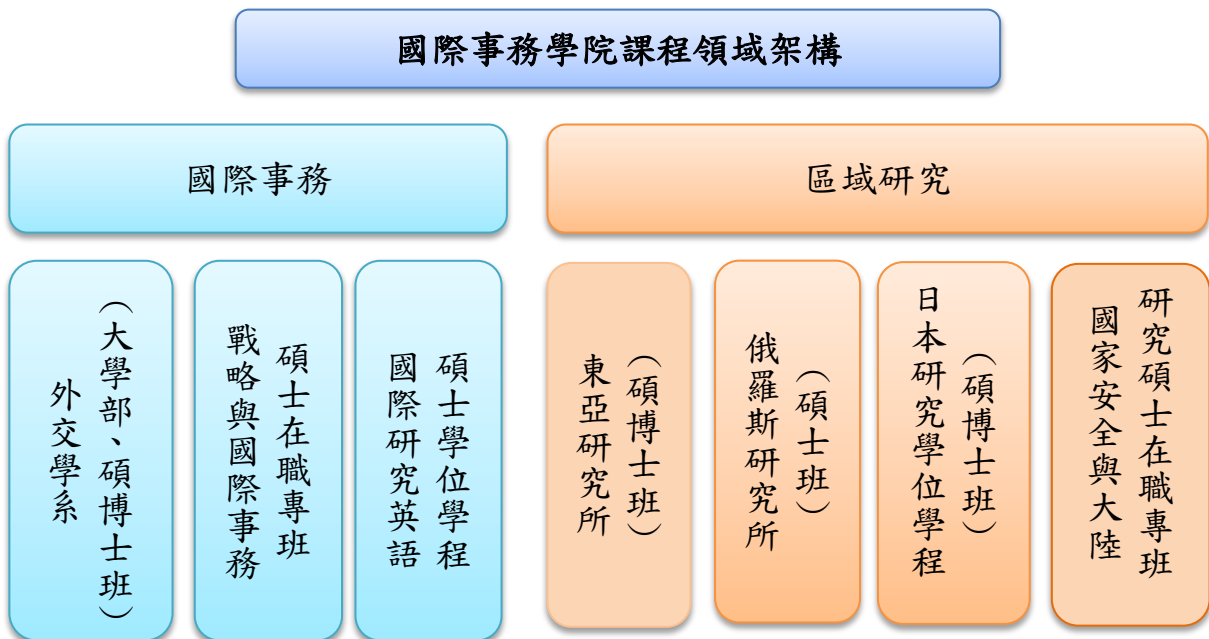 國際事務學院課程領域架構
國際事務
區域研究
外交學系
（大學部、碩博士班）
戰略與國際事務
碩士在職專班
國際研究英語
碩士學位學程
東亞研究所
（碩博士班）
俄羅斯研究所
（碩士班）
日本研究學位學程
（碩博士班）
國家安全與大陸
研究碩士在職專班